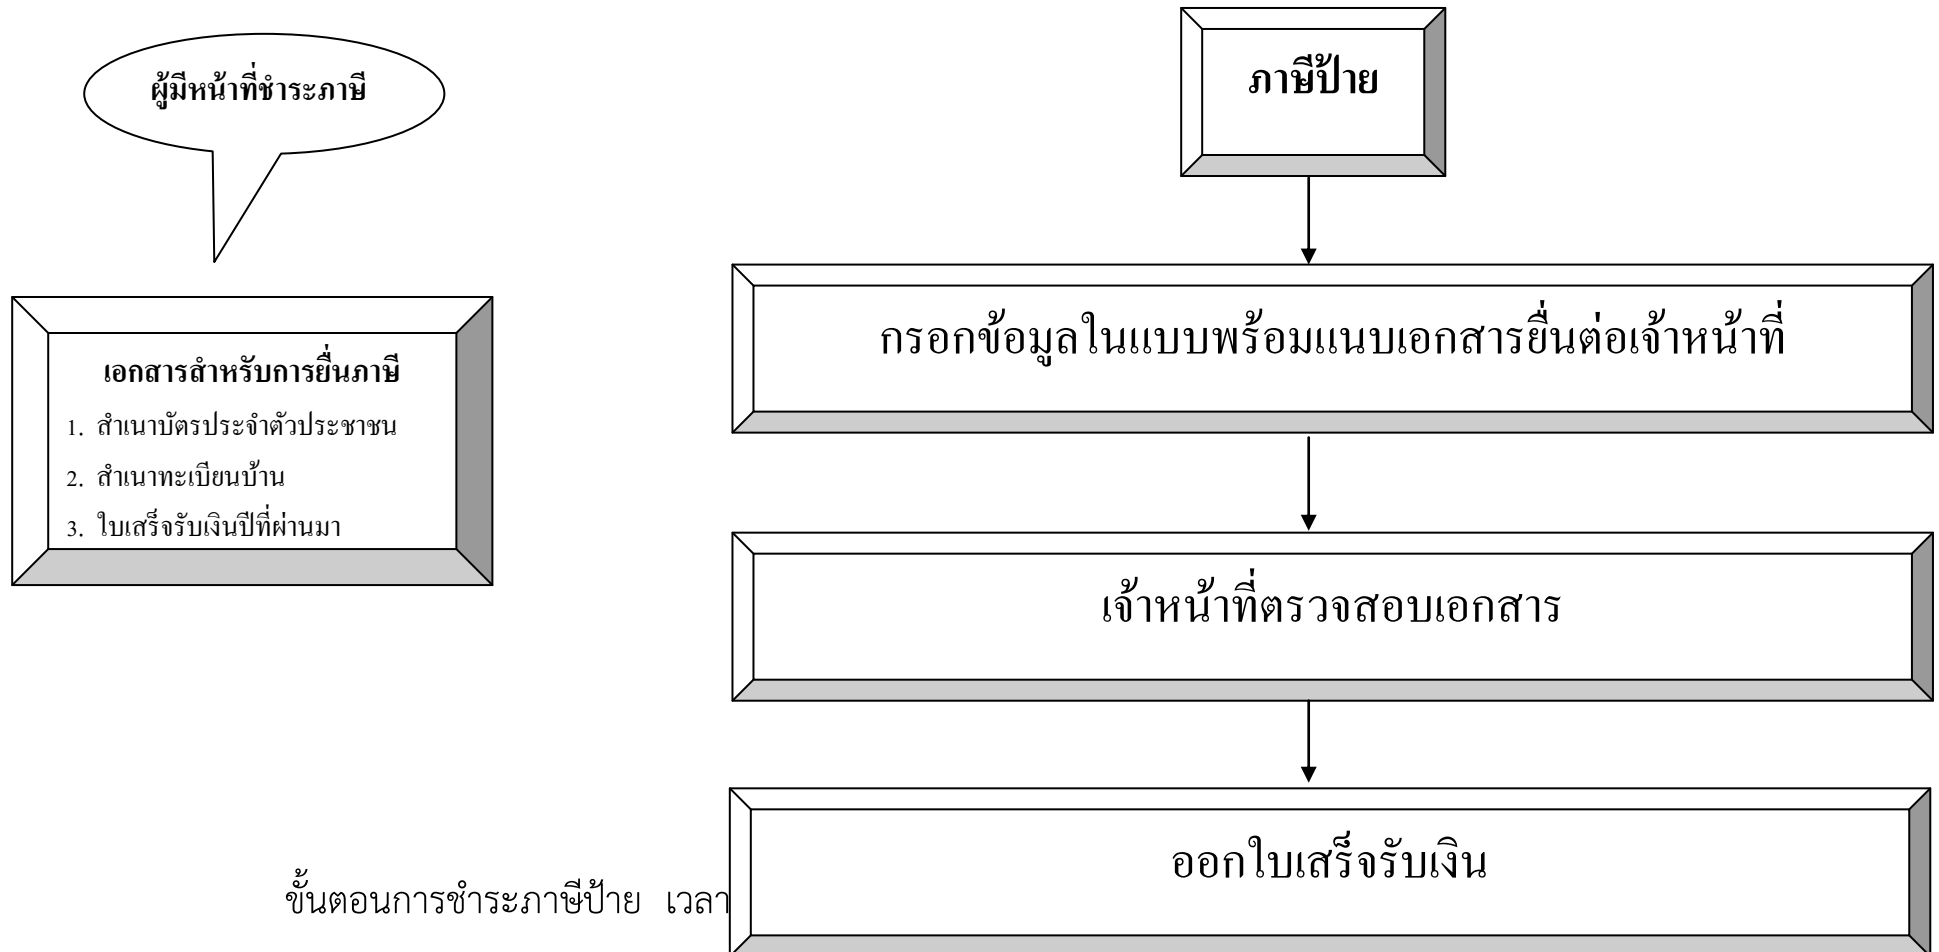 ผู้มีหน้าที่ชำระภาษี
ภาษีป้าย
เอกสารสำหรับการยื่นภาษี
1. สำเนาบัตรประจำตัวประชาชน
2. สำเนาทะเบียนบ้าน
3. ใบเสร็จรับเงินปีที่ผ่านมา
กรอกข้อมูลในแบบพร้อมแนบเอกสารยื่นต่อเจ้าหน้าที่
เจ้าหน้าที่ตรวจสอบเอกสาร
ออกใบเสร็จรับเงิน
ขั้นตอนการชำระภาษีป้าย เวลา